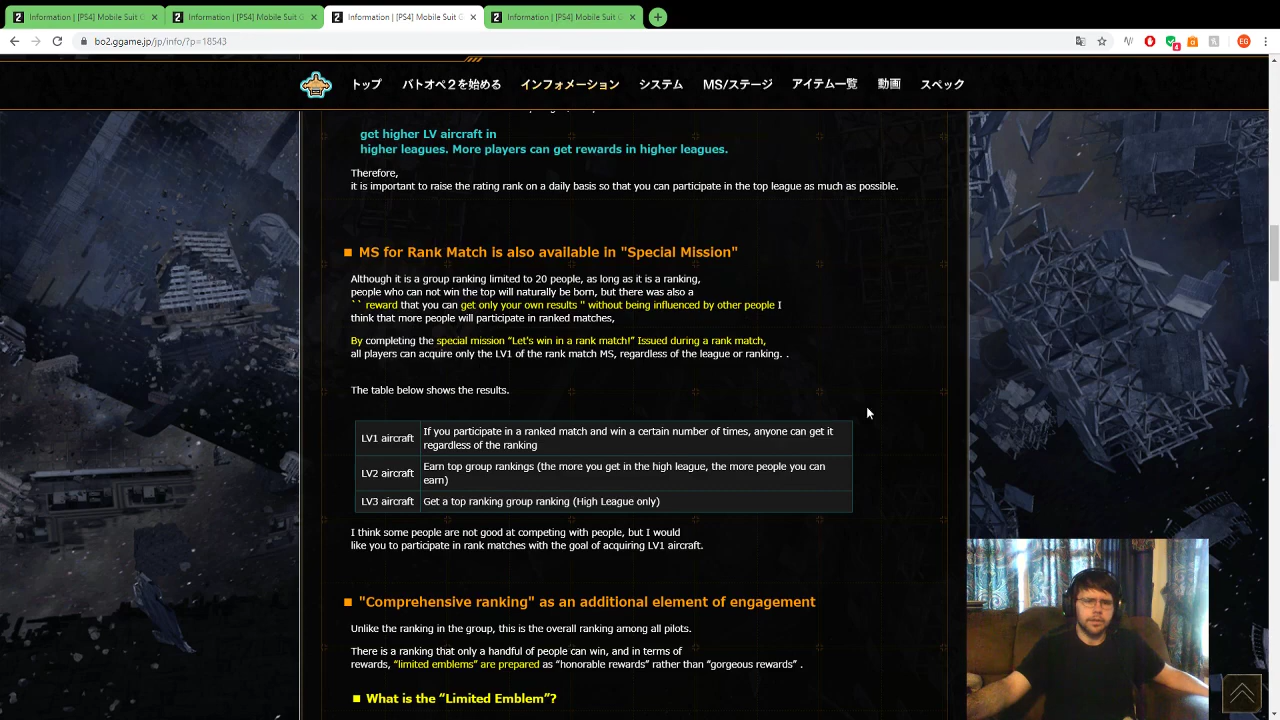 Information | [PS4] Mobile Suit G
Information | [PS4] Mobile Suit G
Information | [PS4] Mobile Suit G
Information | [PS4] Mobile Suit G
bo2.ggame.jp/jp/info/?p=18543
EG
4
トップ バトオペ2を始める インフォメーション システム MS/ステージ アイテム一覧 動画 スペック
get higher LV aircraft in
higher leagues. More players can get rewards in higher leagues.
Therefore,
it is important to raise the rating rank on a daily basis so that you can participate in the top league as much as possible.
■ MS for Rank Match is also available in "Special Mission"
Although it is a group ranking limited to 20 people, as long as it is a ranking,
people who can not win the top will naturally be born, but there was also a
`` reward that you can get only your own results '' without being influenced by other people I
think that more people will participate in ranked matches,
By completing the special mission “Let's win in a rank match!” Issued during a rank match,
all players can acquire only the LV1 of the rank match MS, regardless of the league or ranking. .
The table below shows the results.
LV1 aircraft If you participate in a ranked match and win a certain number of times, anyone can get it
regardless of the ranking
LV2 aircraft Earn top group rankings (the more you get in the high league, the more people you can
earn)
LV3 aircraft Get a top ranking group ranking (High League only)
I think some people are not good at competing with people, but I would
like you to participate in rank matches with the goal of acquiring LV1 aircraft.
■ "Comprehensive ranking" as an additional element of engagement
Unlike the ranking in the group, this is the overall ranking among all pilots.
There is a ranking that only a handful of people can win, and in terms of
rewards, “limited emblems” are prepared as “honorable rewards” rather than “gorgeous rewards” .
■ What is the “Limited Emblem”?